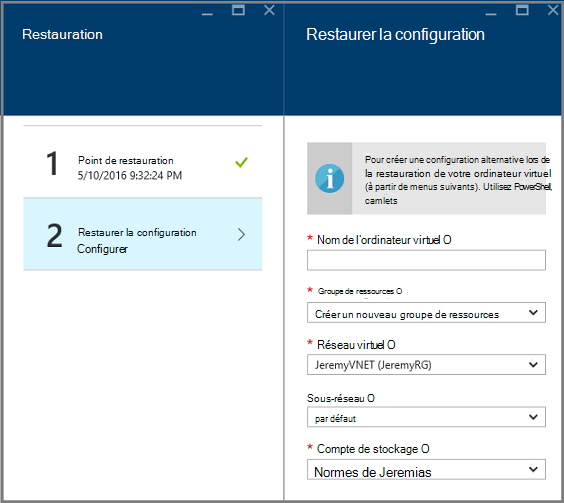 Restauration
Restaurer la configuration
1
Point de restauration
5/10/2016 9:32:24 PM
2
Restaurer la configuration
Configurer
Pour créer une configuration alternative lors de
la restauration de votre ordinateur virtuel
(à partir de menus suivants). Utilisez PowerShell,
camlets
* Nom de l'ordinateur virtuel O
* Groupe de ressources O
Créer un nouveau groupe de ressources
* Réseau virtuel O
JeremyVNET (JeremyRG)
Sous-réseau O
par défaut
* Compte de stockage O
Normes de Jeremias